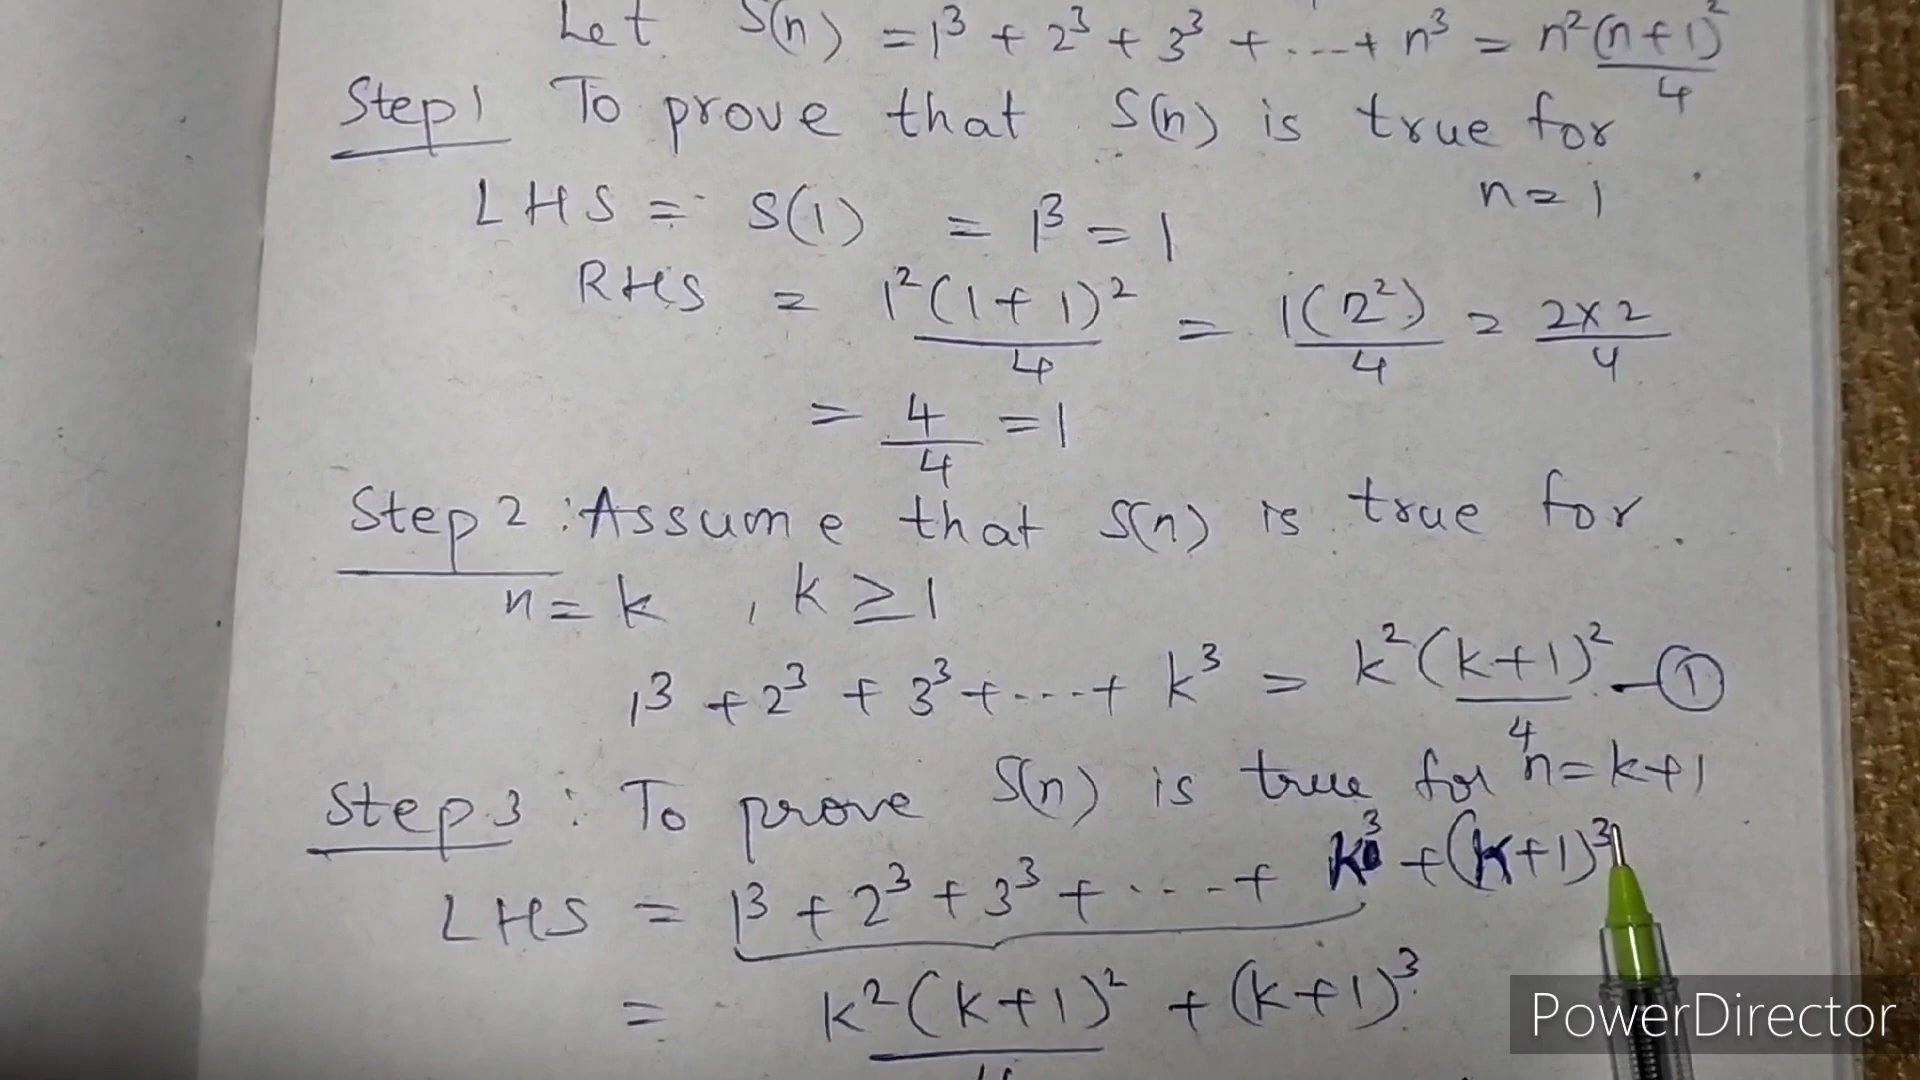 Let S(n) = 1³ + 2³ + 3³ + ... + n³ = n²(n+1)²/4
Step 1 To prove that S(n) is true for
n = 1
LHS = S(1) = 1³ = 1
RHS = 1²(1+1)²/4 = 1(2²)/4 = 2×2/4
= 4/4 = 1
Step 2 : Assume that S(n) is true for
n = k , k ≥ 1
1³ + 2³ + 3³ + ... + k³ = k²(k+1)²/4 - ①
Step 3 : To prove S(n) is true for n = k+1
LHS = 1³ + 2³ + 3³ + ... + k³ + (k+1)³
= k²(k+1)²/4 + (k+1)³
PowerDirector